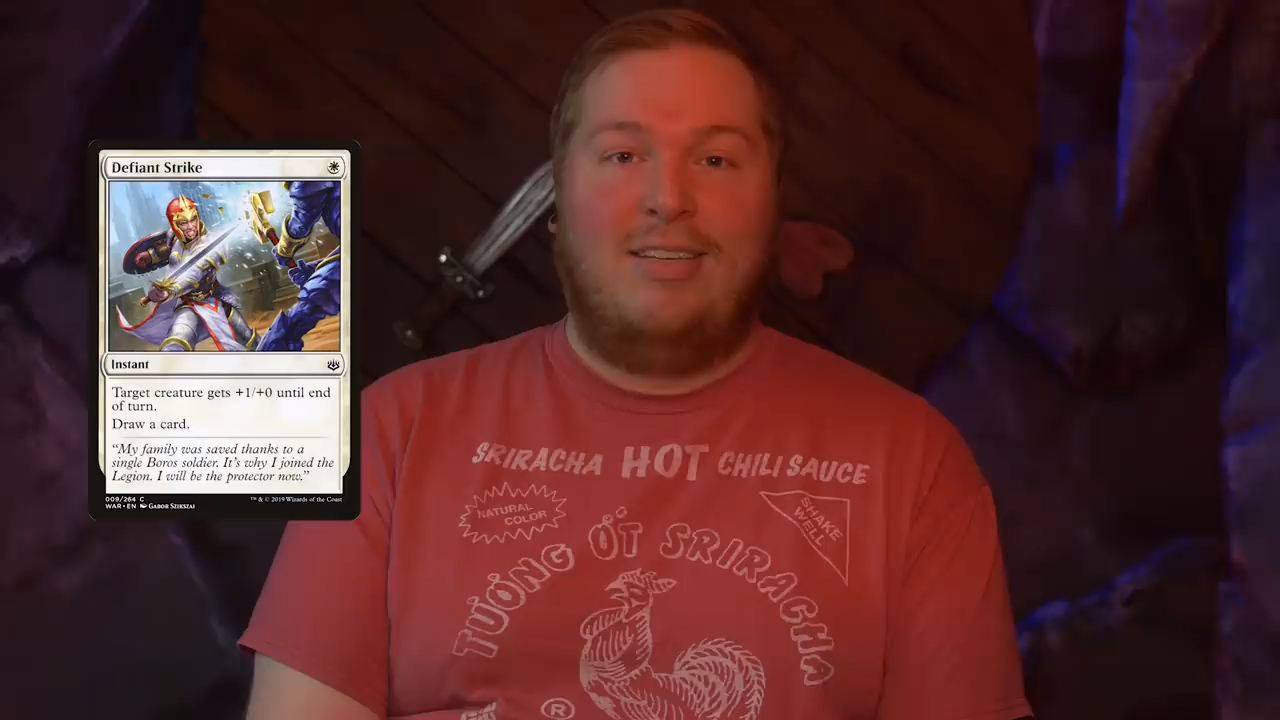 Defiant Strike
Instant
Target creature gets +1/+0 until end
of turn.
Draw a card.
"My family was saved thanks to a
single Boros soldier. It's why I joined the
Legion. I will be the protector now."
009/264 C
WAR • EN Gabor Szikszai
™ & © 2019 Wizards of the Coast
SRIRACHA HOT CHILI SAUCE
NATURAL
COLOR
SHAKE
WELL
TƯƠNG ỚT SRIRACHA
®